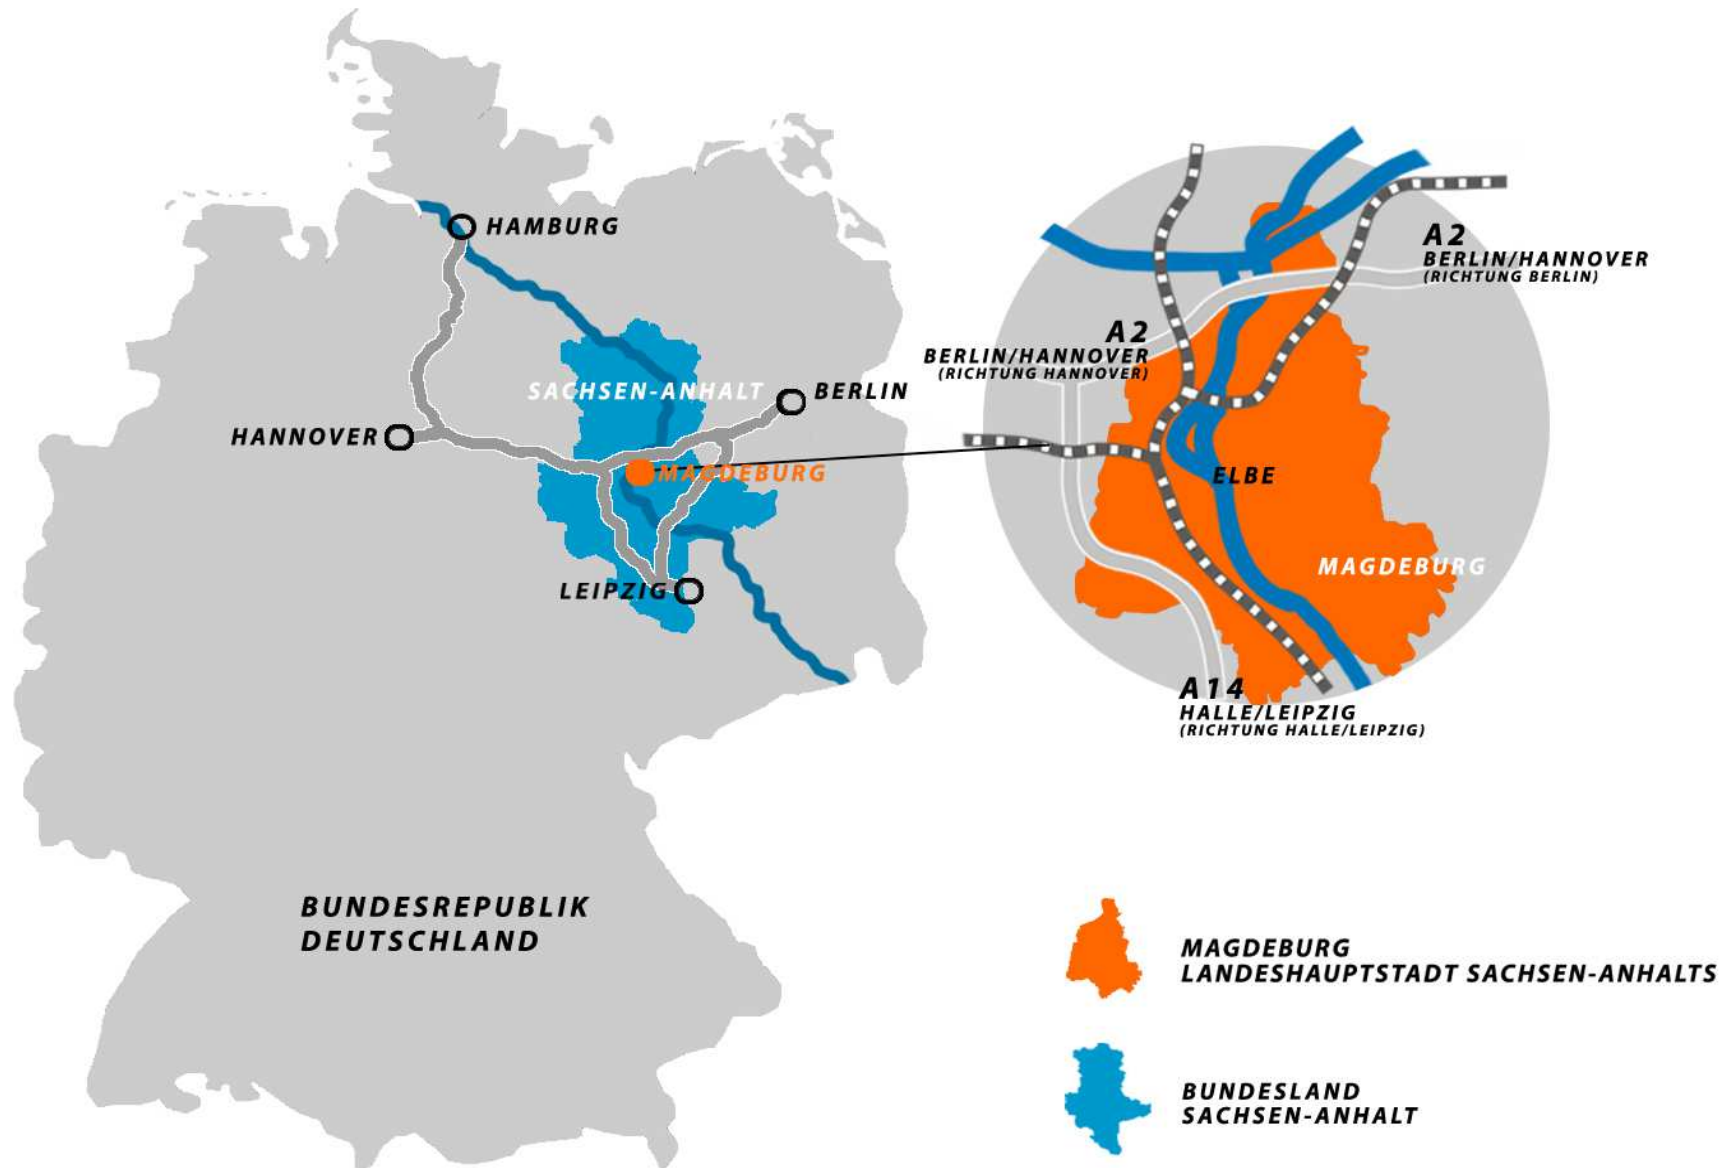 HAMBURG
SACHSEN-ANHALT
BERLIN
HANNOVER
MAGDEBURG
LEIPZIG
BUNDESREPUBLIK
DEUTSCHLAND
A2
BERLIN/HANNOVER
(RICHTUNG BERLIN)
A2
BERLIN/HANNOVER
(RICHTUNG HANNOVER)
ELBE
MAGDEBURG
A14
HALLE/LEIPZIG
(RICHTUNG HALLE/LEIPZIG)
MAGDEBURG
LANDESHAUPTSTADT SACHSEN-ANHALTS
BUNDESLAND
SACHSEN-ANHALT